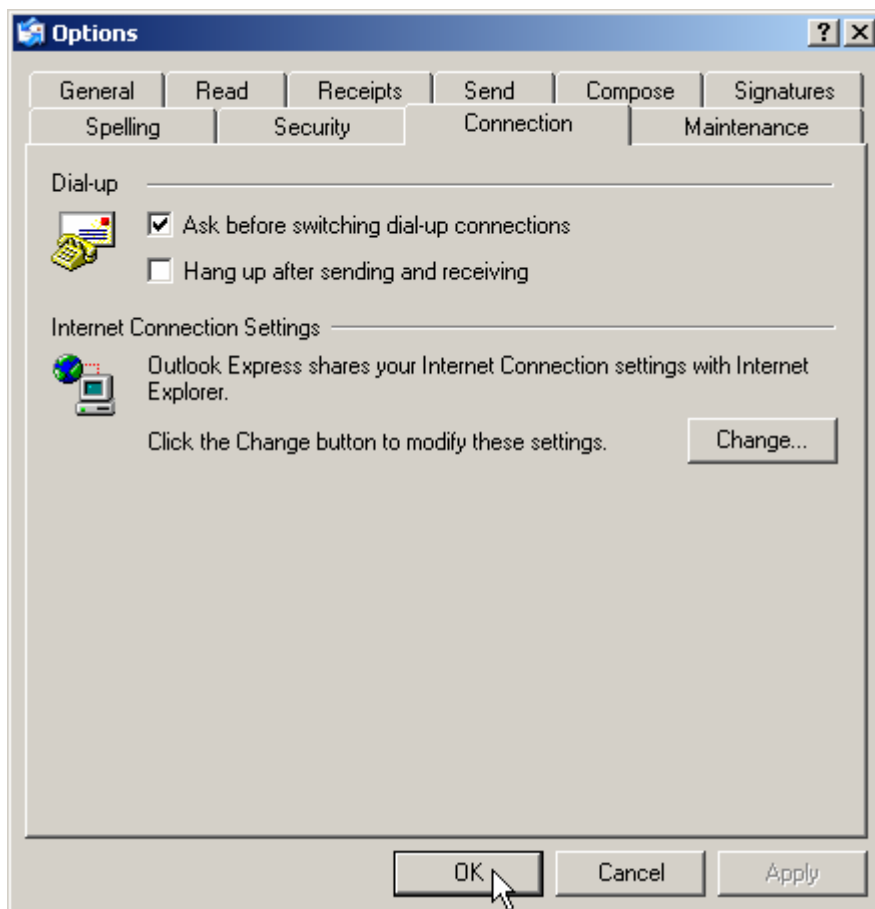 Options
General Read Receipts Send Compose Signatures
Spelling Security Connection Maintenance
Dial-up
Ask before switching dial-up connections
Hang up after sending and receiving
Internet Connection Settings
Outlook Express shares your Internet Connection settings with Internet
Explorer.
Click the Change button to modify these settings. Change...
OK Cancel Apply